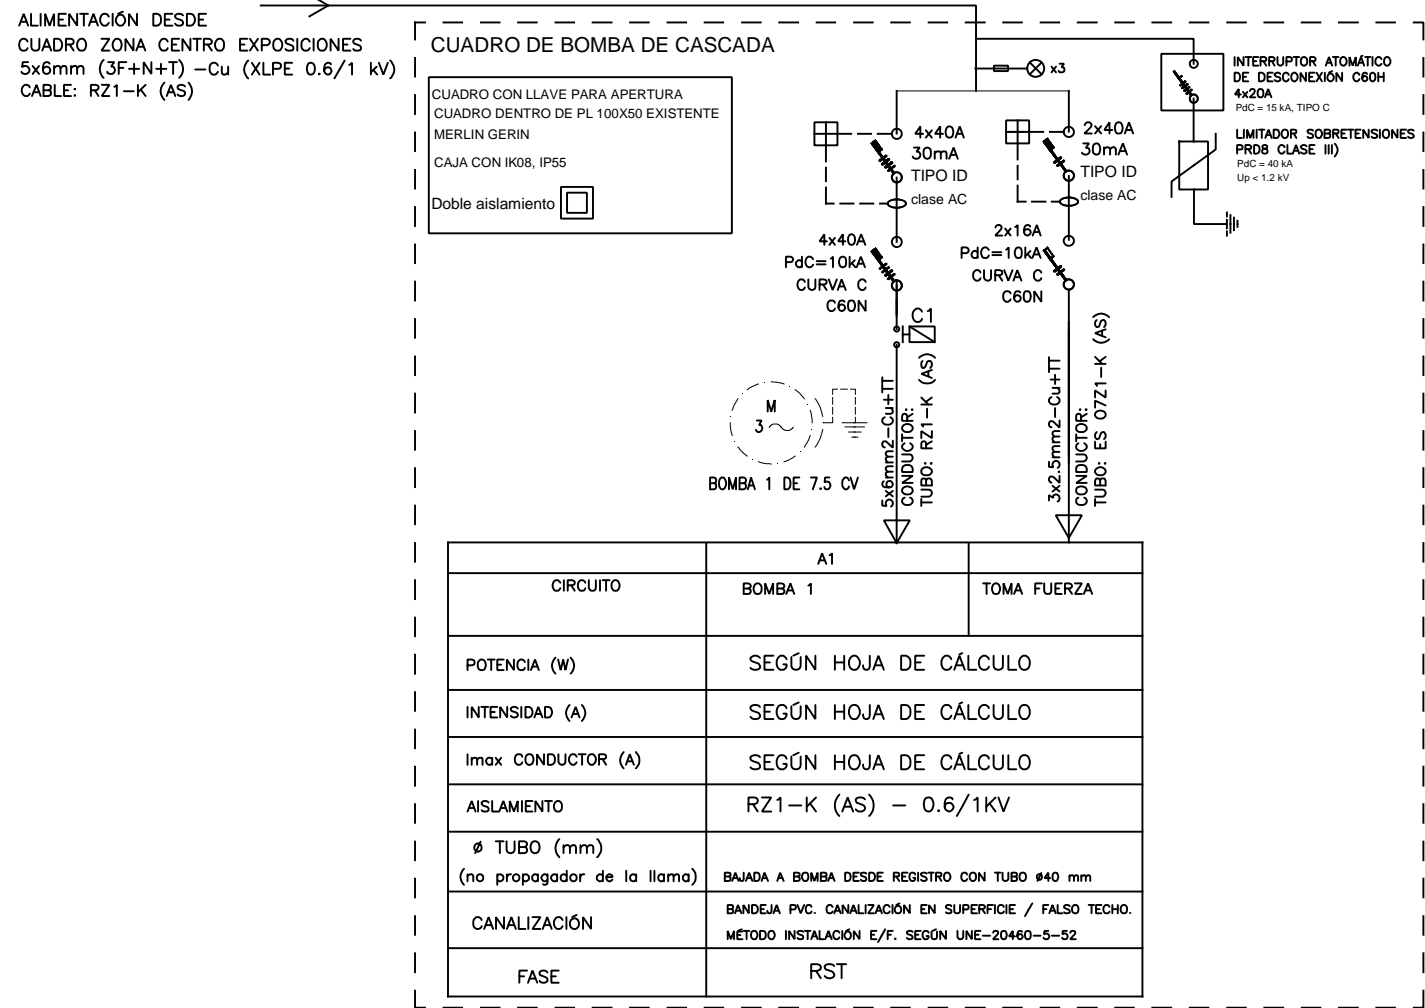 ALIMENTACIÓN DESDE
CUADRO ZONA CENTRO EXPOSICIONES
5x6mm (3F+N+T) -Cu (XLPE 0.6/1 kV)
CABLE: RZ1-K (AS)
CUADRO DE BOMBA DE CASCADA
CUADRO CON LLAVE PARA APERTURA
CUADRO DENTRO DE PL 100X50 EXISTENTE
MERLIN GERIN
CAJA CON IK08, IP55
Doble aislamiento
x3
INTERRUPTOR ATOMÁTICO
DE DESCONEXIÓN C60H
4x20A
PdC = 15 kA, TIPO C
LIMITADOR SOBRETENSIONES
PRD8 CLASE III)
PdC = 40 kA
Up < 1.2 kV
4x40A
30mA
TIPO ID
clase AC
2x40A
30mA
TIPO ID
clase AC
4x40A
PdC=10kA
CURVA C
C60N
2x16A
PdC=10kA
CURVA C
C60N
C1
5x6mm2-Cu+TT
CONDUCTOR:
TUBO: RZ1-K (AS)
3x2.5mm2-Cu+TT
CONDUCTOR:
TUBO: ES 07Z1-K (AS)
M
3~
BOMBA 1 DE 7.5 CV
A1
CIRCUITO BOMBA 1 TOMA FUERZA
POTENCIA (W) SEGÚN HOJA DE CÁLCULO
INTENSIDAD (A) SEGÚN HOJA DE CÁLCULO
Imax CONDUCTOR (A) SEGÚN HOJA DE CÁLCULO
AISLAMIENTO RZ1-K (AS) - 0.6/1KV
ø TUBO (mm)
(no propagador de la llama) BAJADA A BOMBA DESDE REGISTRO CON TUBO ø40 mm
CANALIZACIÓN BANDEJA PVC. CANALIZACIÓN EN SUPERFICIE / FALSO TECHO.
MÉTODO INSTALACIÓN E/F. SEGÚN UNE-20460-5-52
FASE RST